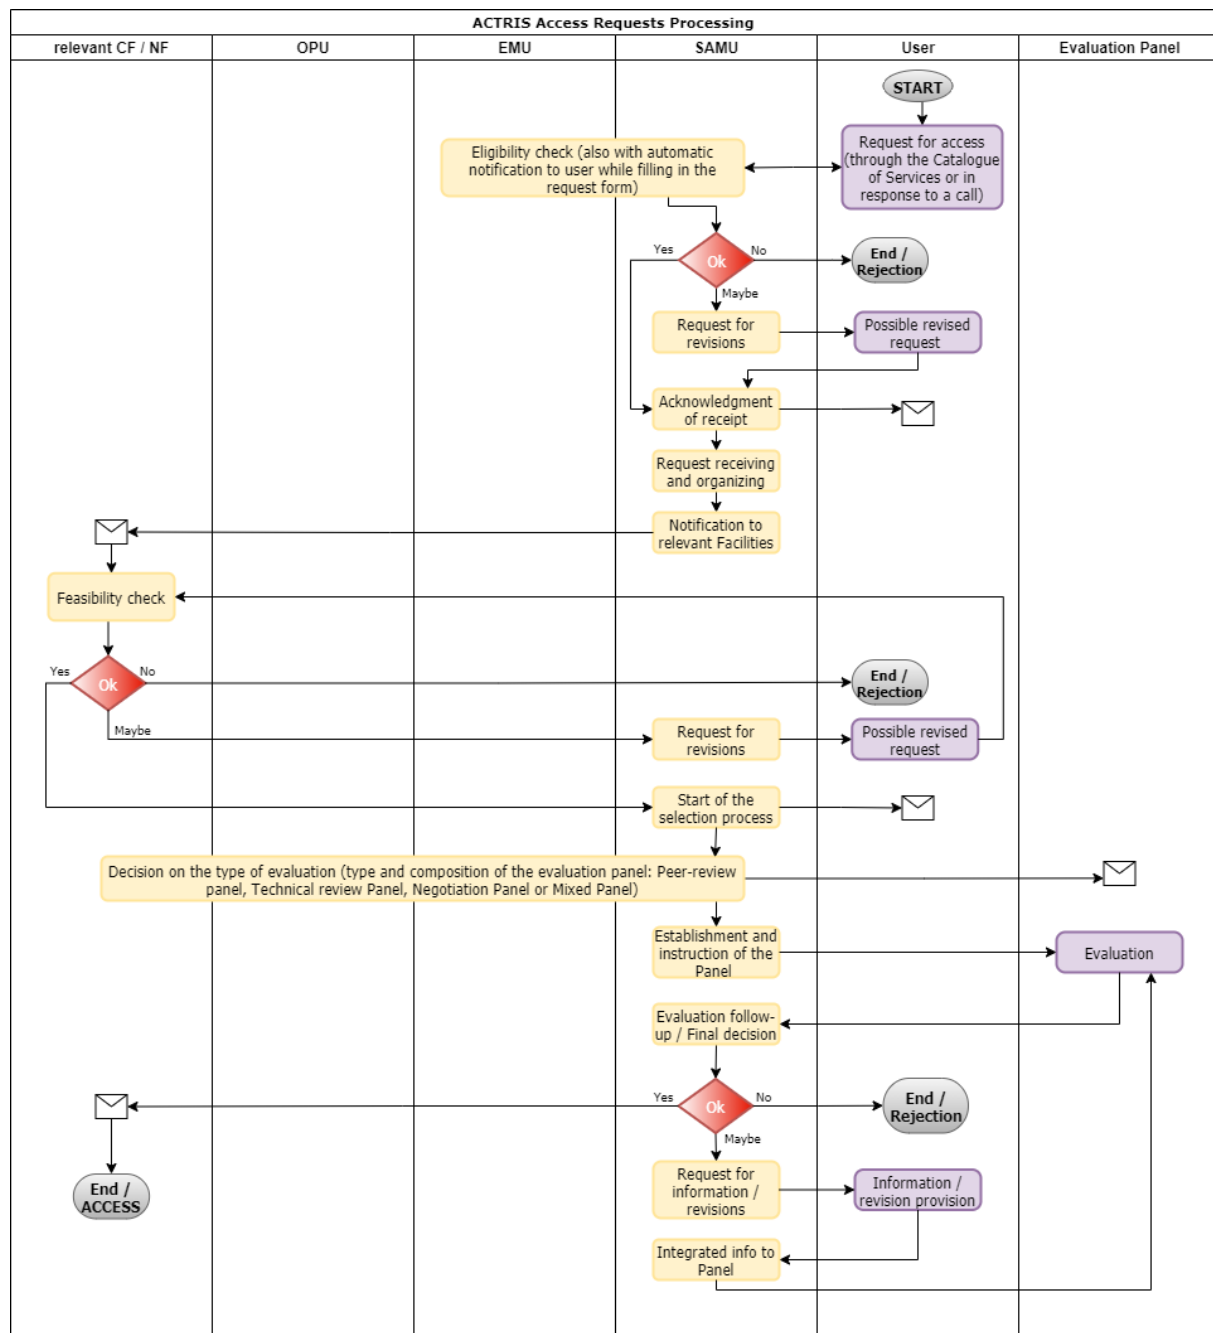 ACTRIS Access Requests Processing
relevant CF / NF
OPU
EMU
SAMU
User
Evaluation Panel
START
Request for access
(through the Catalogue
of Services or in
response to a call)
Eligibility check (also with automatic
notification to user while filling in the
request form)
Yes
Ok
No
End /
Rejection
Maybe
Request for
revisions
Possible revised
request
Acknowledgment
of receipt
Request receiving
and organizing
Notification to
relevant Facilities
Feasibility check
Yes
Ok
No
End /
Rejection
Maybe
Request for
revisions
Possible revised
request
Start of the
selection process
Decision on the type of evaluation (type and composition of the evaluation panel: Peer-review
panel, Technical review Panel, Negotiation Panel or Mixed Panel)
Establishment and
instruction of the
Panel
Evaluation
Evaluation follow-
up / Final decision
Yes
Ok
No
End /
Rejection
Maybe
End /
ACCESS
Request for
information /
revisions
Information /
revision provision
Integrated info to
Panel